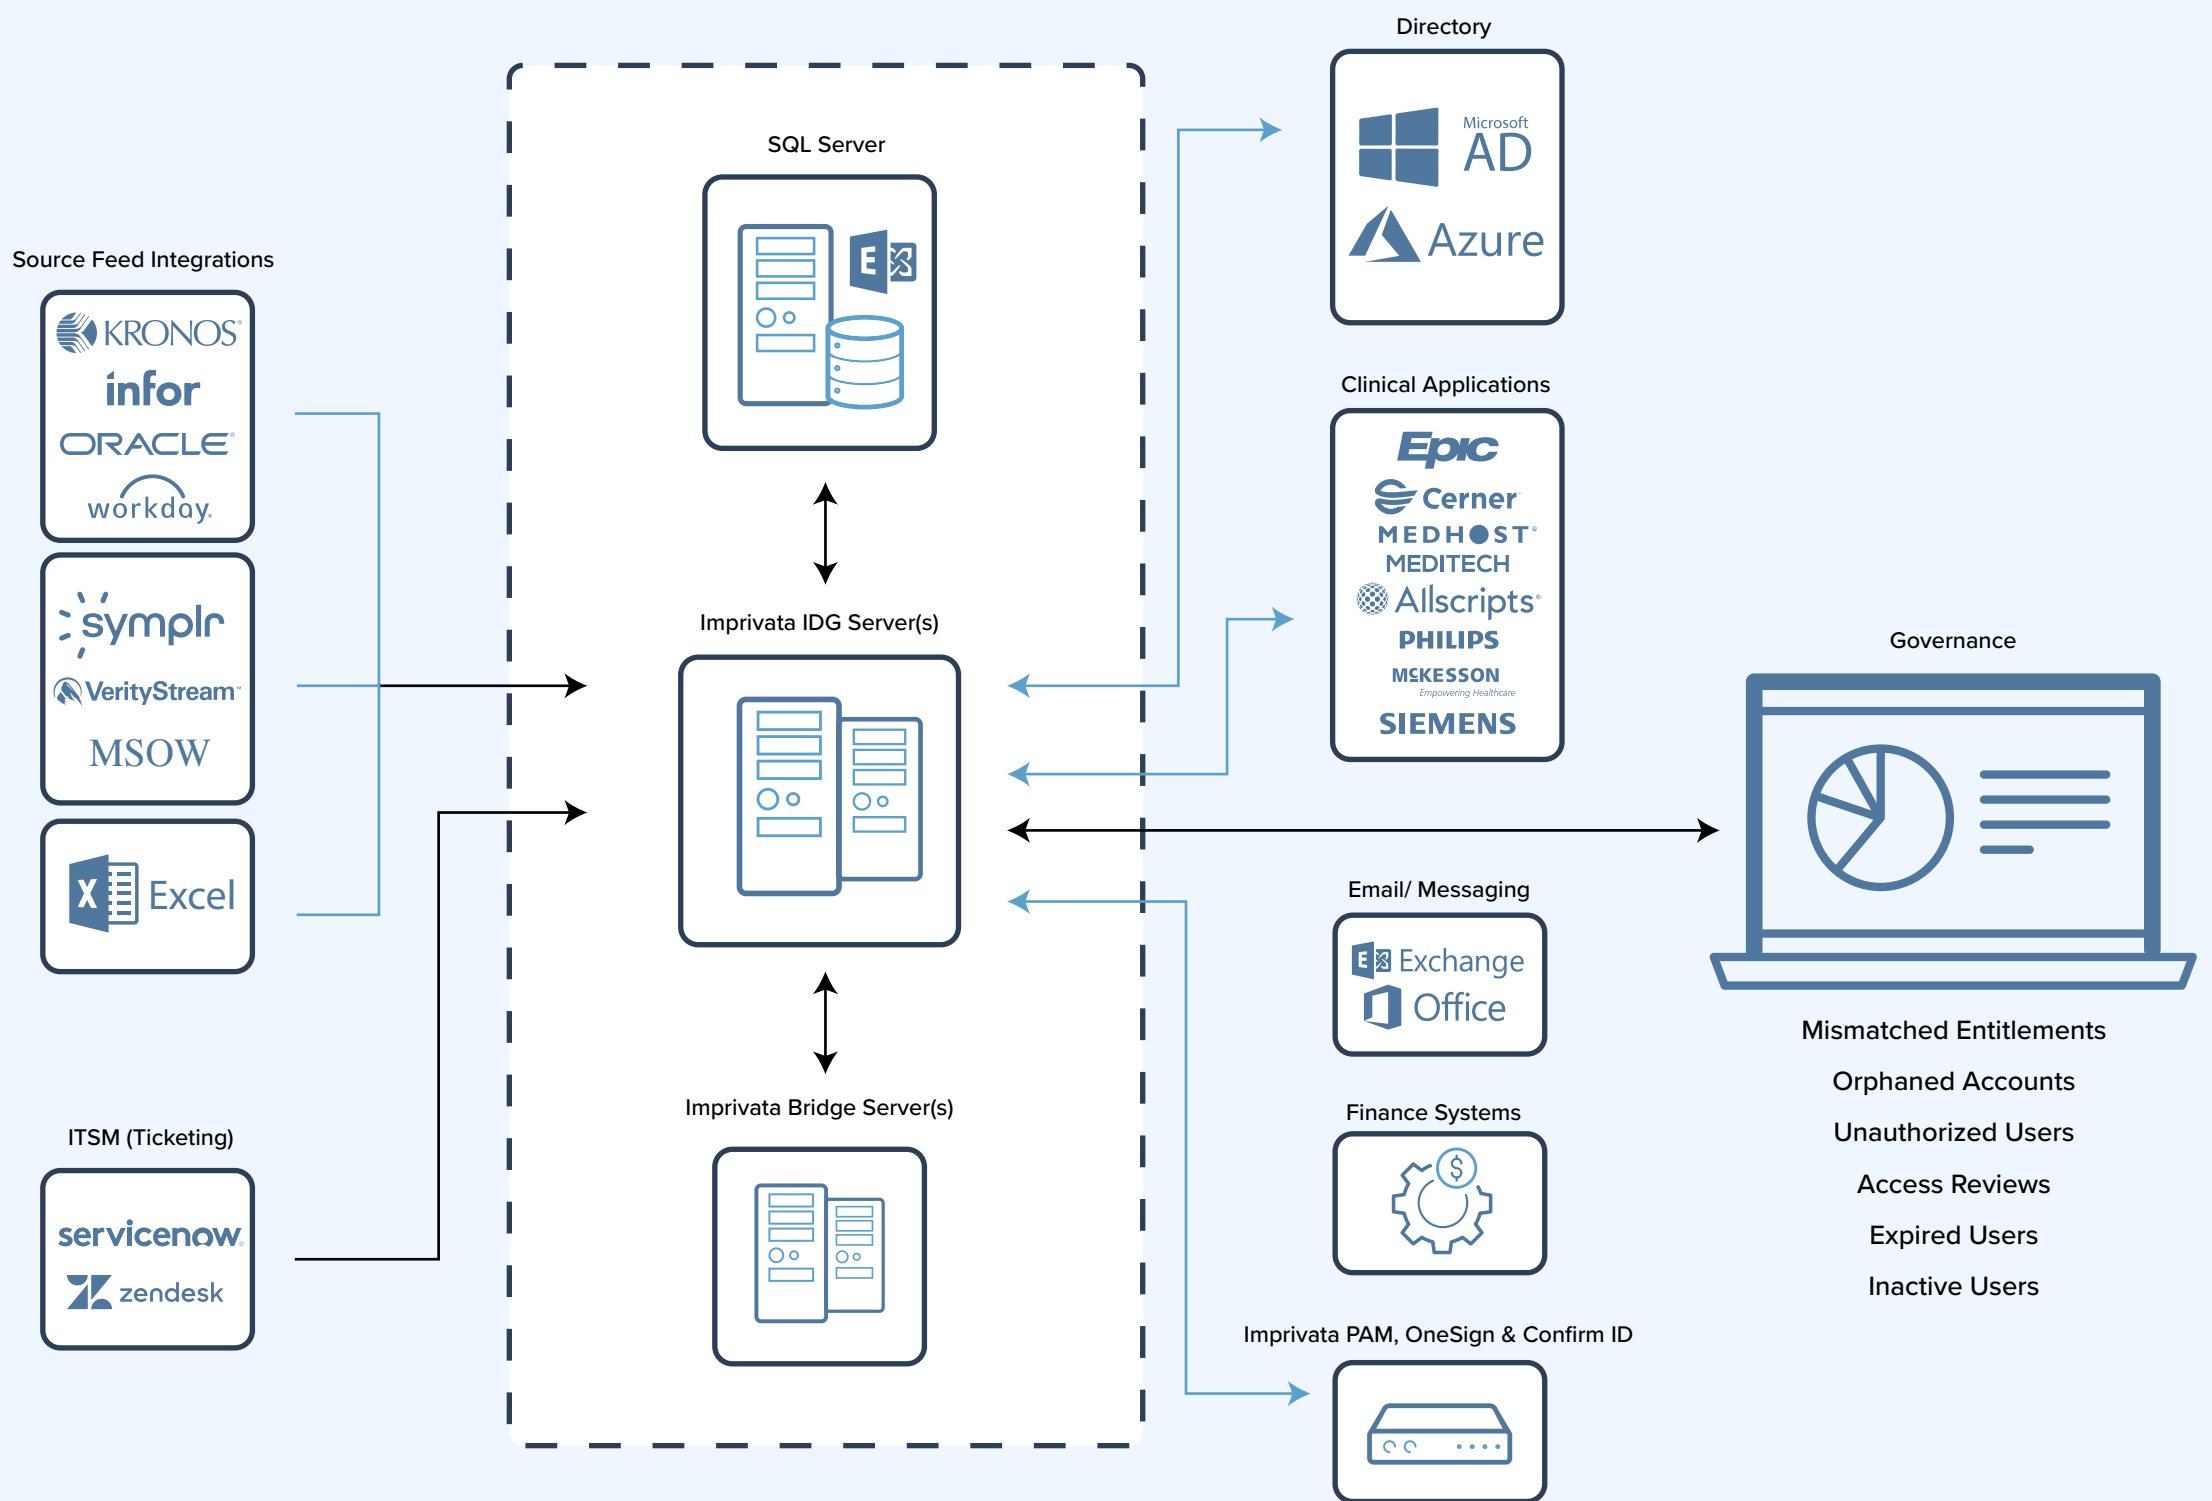 Source Feed Integrations
KRONOS®
infor
ORACLE®
workday.
symplr
VerityStream™
MSOW
X Excel
ITSM (Ticketing)
servicenow®
zendesk
SQL Server
E
Imprivata IDG Server(s)
Imprivata Bridge Server(s)
Directory
Microsoft
AD
Azure
Clinical Applications
Epic
Cerner
MEDHOST®
MEDITECH
Allscripts®
PHILIPS
MCKESSON
Empowering Healthcare
SIEMENS
Email/ Messaging
E Exchange
Office
Finance Systems
$
Imprivata PAM, OneSign & Confirm ID
Governance
Mismatched Entitlements
Orphaned Accounts
Unauthorized Users
Access Reviews
Expired Users
Inactive Users